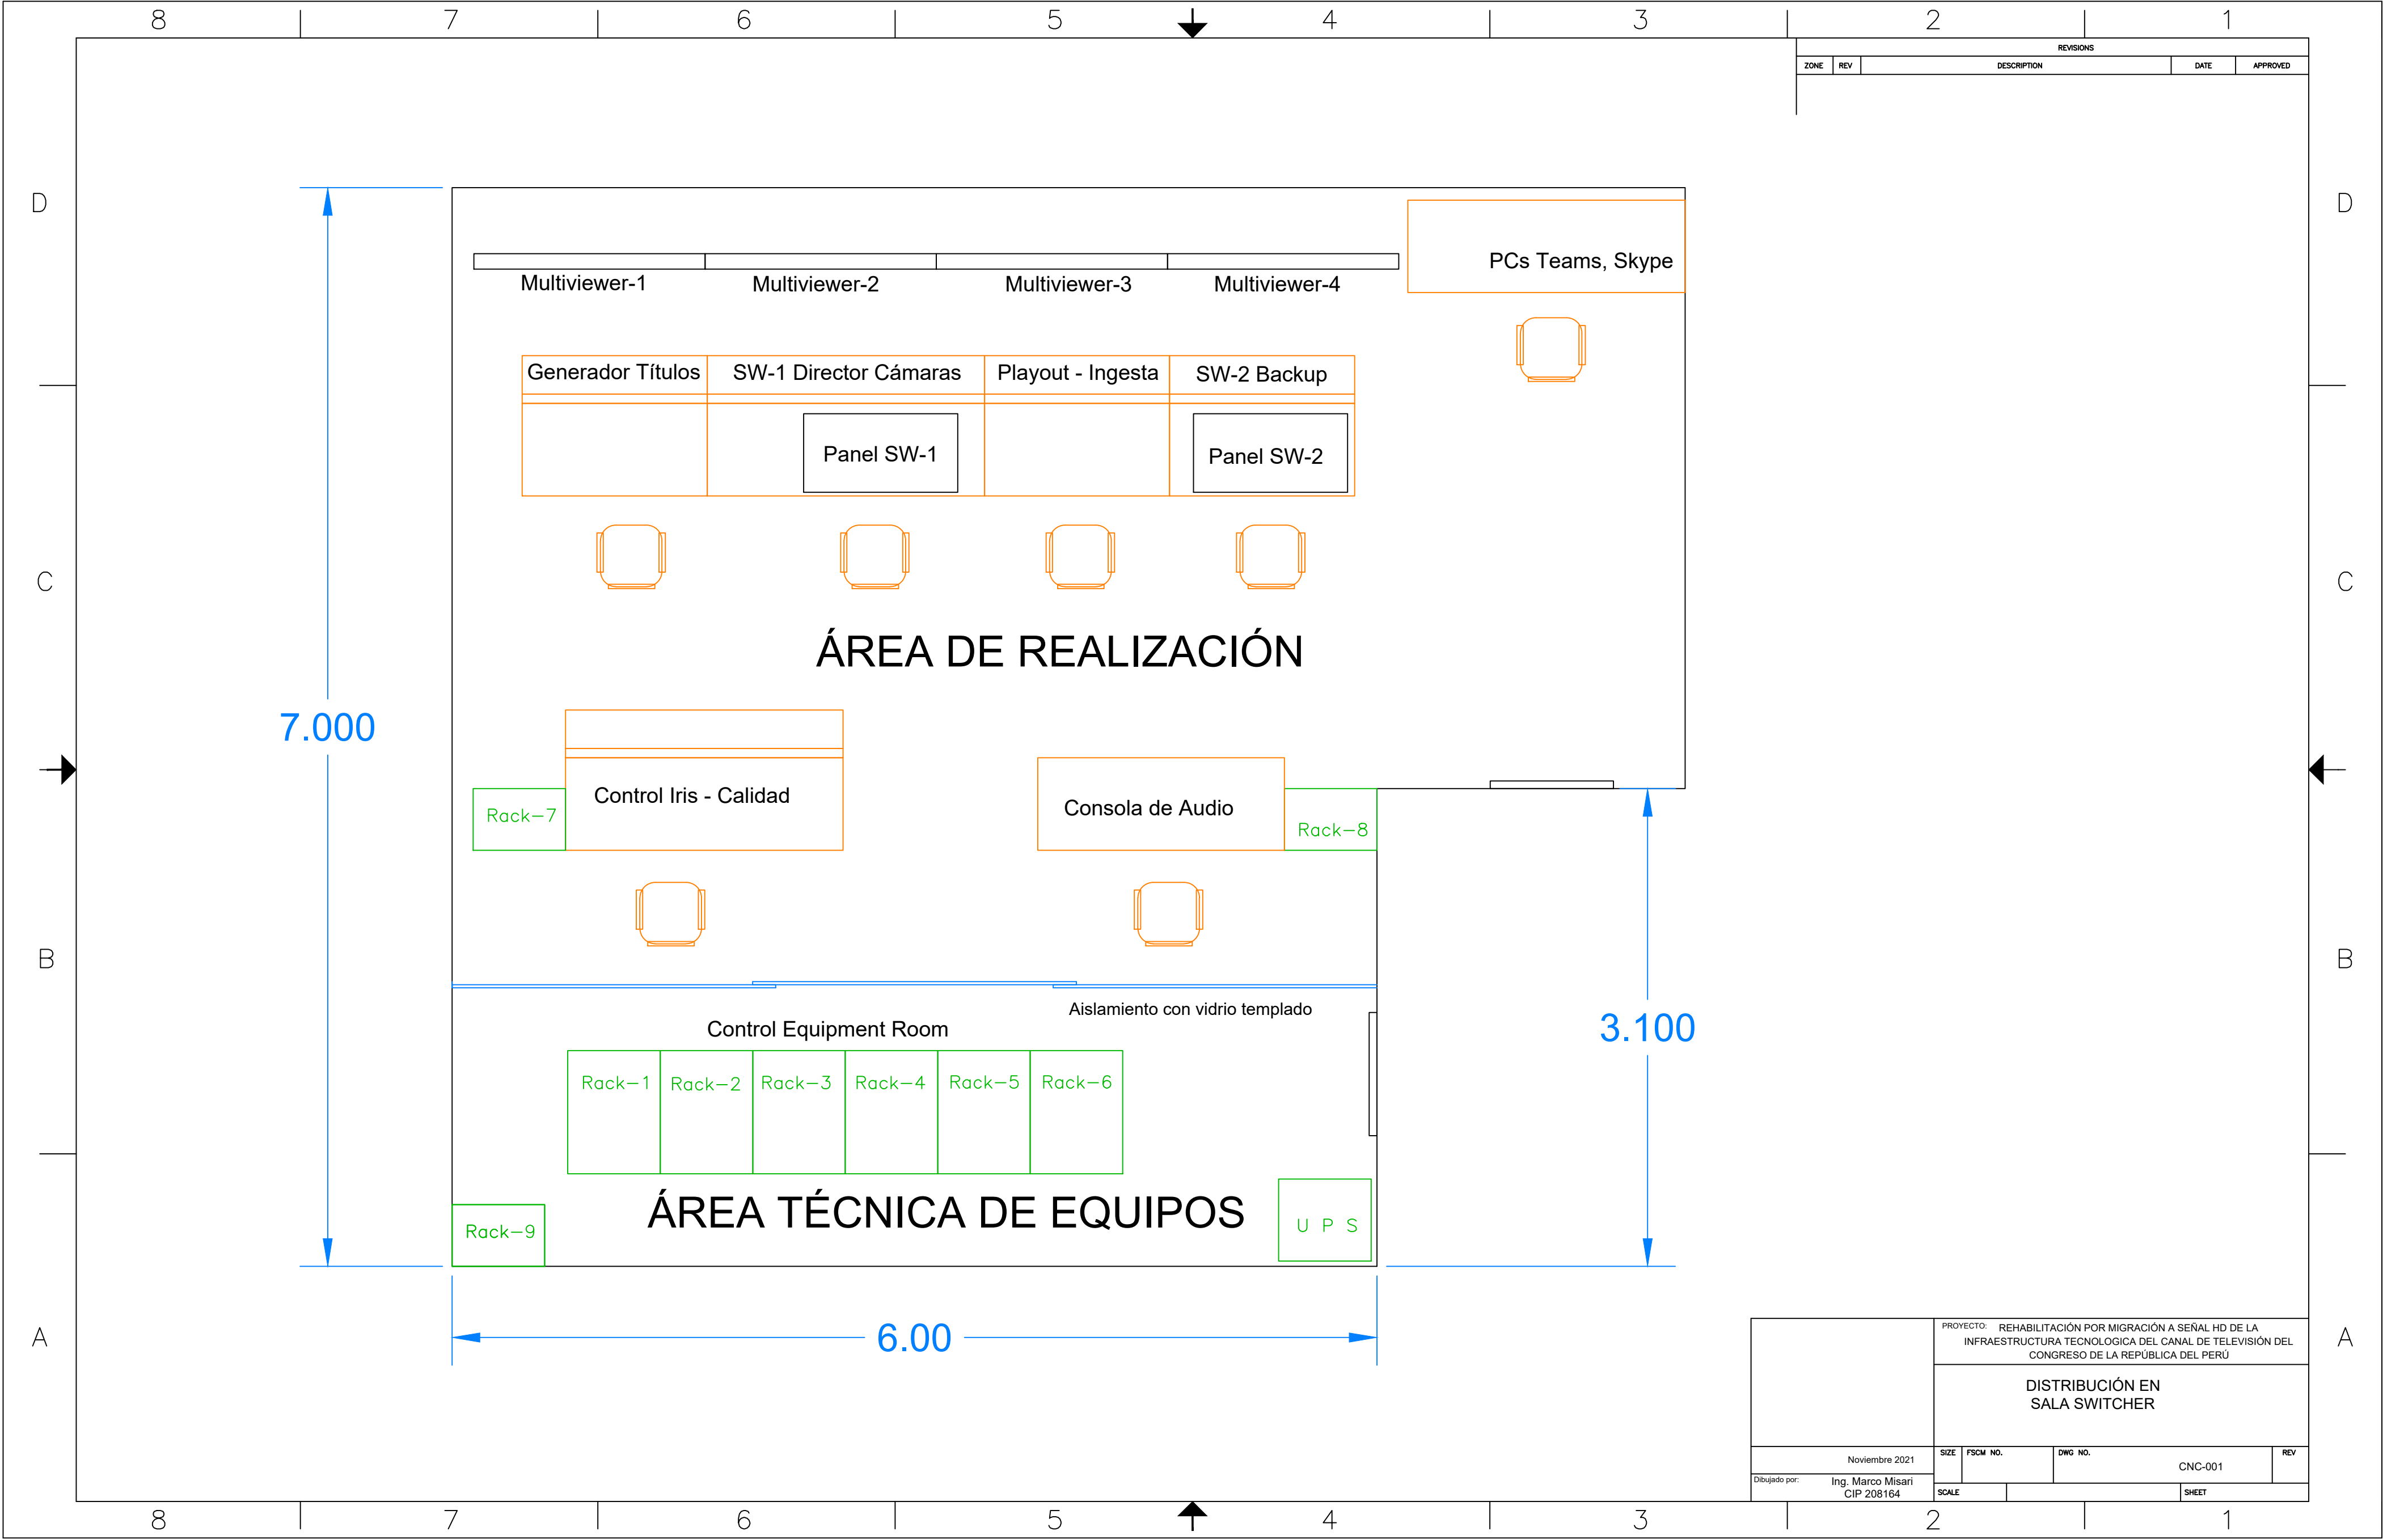 8 7 6 5 4 3 2 1
REVISIONS
ZONE REV DESCRIPTION DATE APPROVED
D D
PCs Teams, Skype
Multiviewer-1 Multiviewer-2 Multiviewer-3 Multiviewer-4
Generador Títulos SW-1 Director Cámaras Playout - Ingesta SW-2 Backup
Panel SW-1 Panel SW-2
C C
ÁREA DE REALIZACIÓN
7.000
Control Iris - Calidad
Consola de Audio
Rack-7 Rack-8
B B
Aislamiento con vidrio templado
Control Equipment Room
3.100
Rack-1 Rack-2 Rack-3 Rack-4 Rack-5 Rack-6
ÁREA TÉCNICA DE EQUIPOS
Rack-9 U P S
6.00
A A
PROYECTO: REHABILITACIÓN POR MIGRACIÓN A SEÑAL HD DE LA
INFRAESTRUCTURA TECNOLOGICA DEL CANAL DE TELEVISIÓN DEL
CONGRESO DE LA REPÚBLICA DEL PERÚ
DISTRIBUCIÓN EN
SALA SWITCHER
Noviembre 2021
SIZE FSCM NO. DWG NO. REV
CNC-001
Dibujado por: Ing. Marco Misari
CIP 208164
SCALE SHEET
8 7 6 5 4 3 2 1